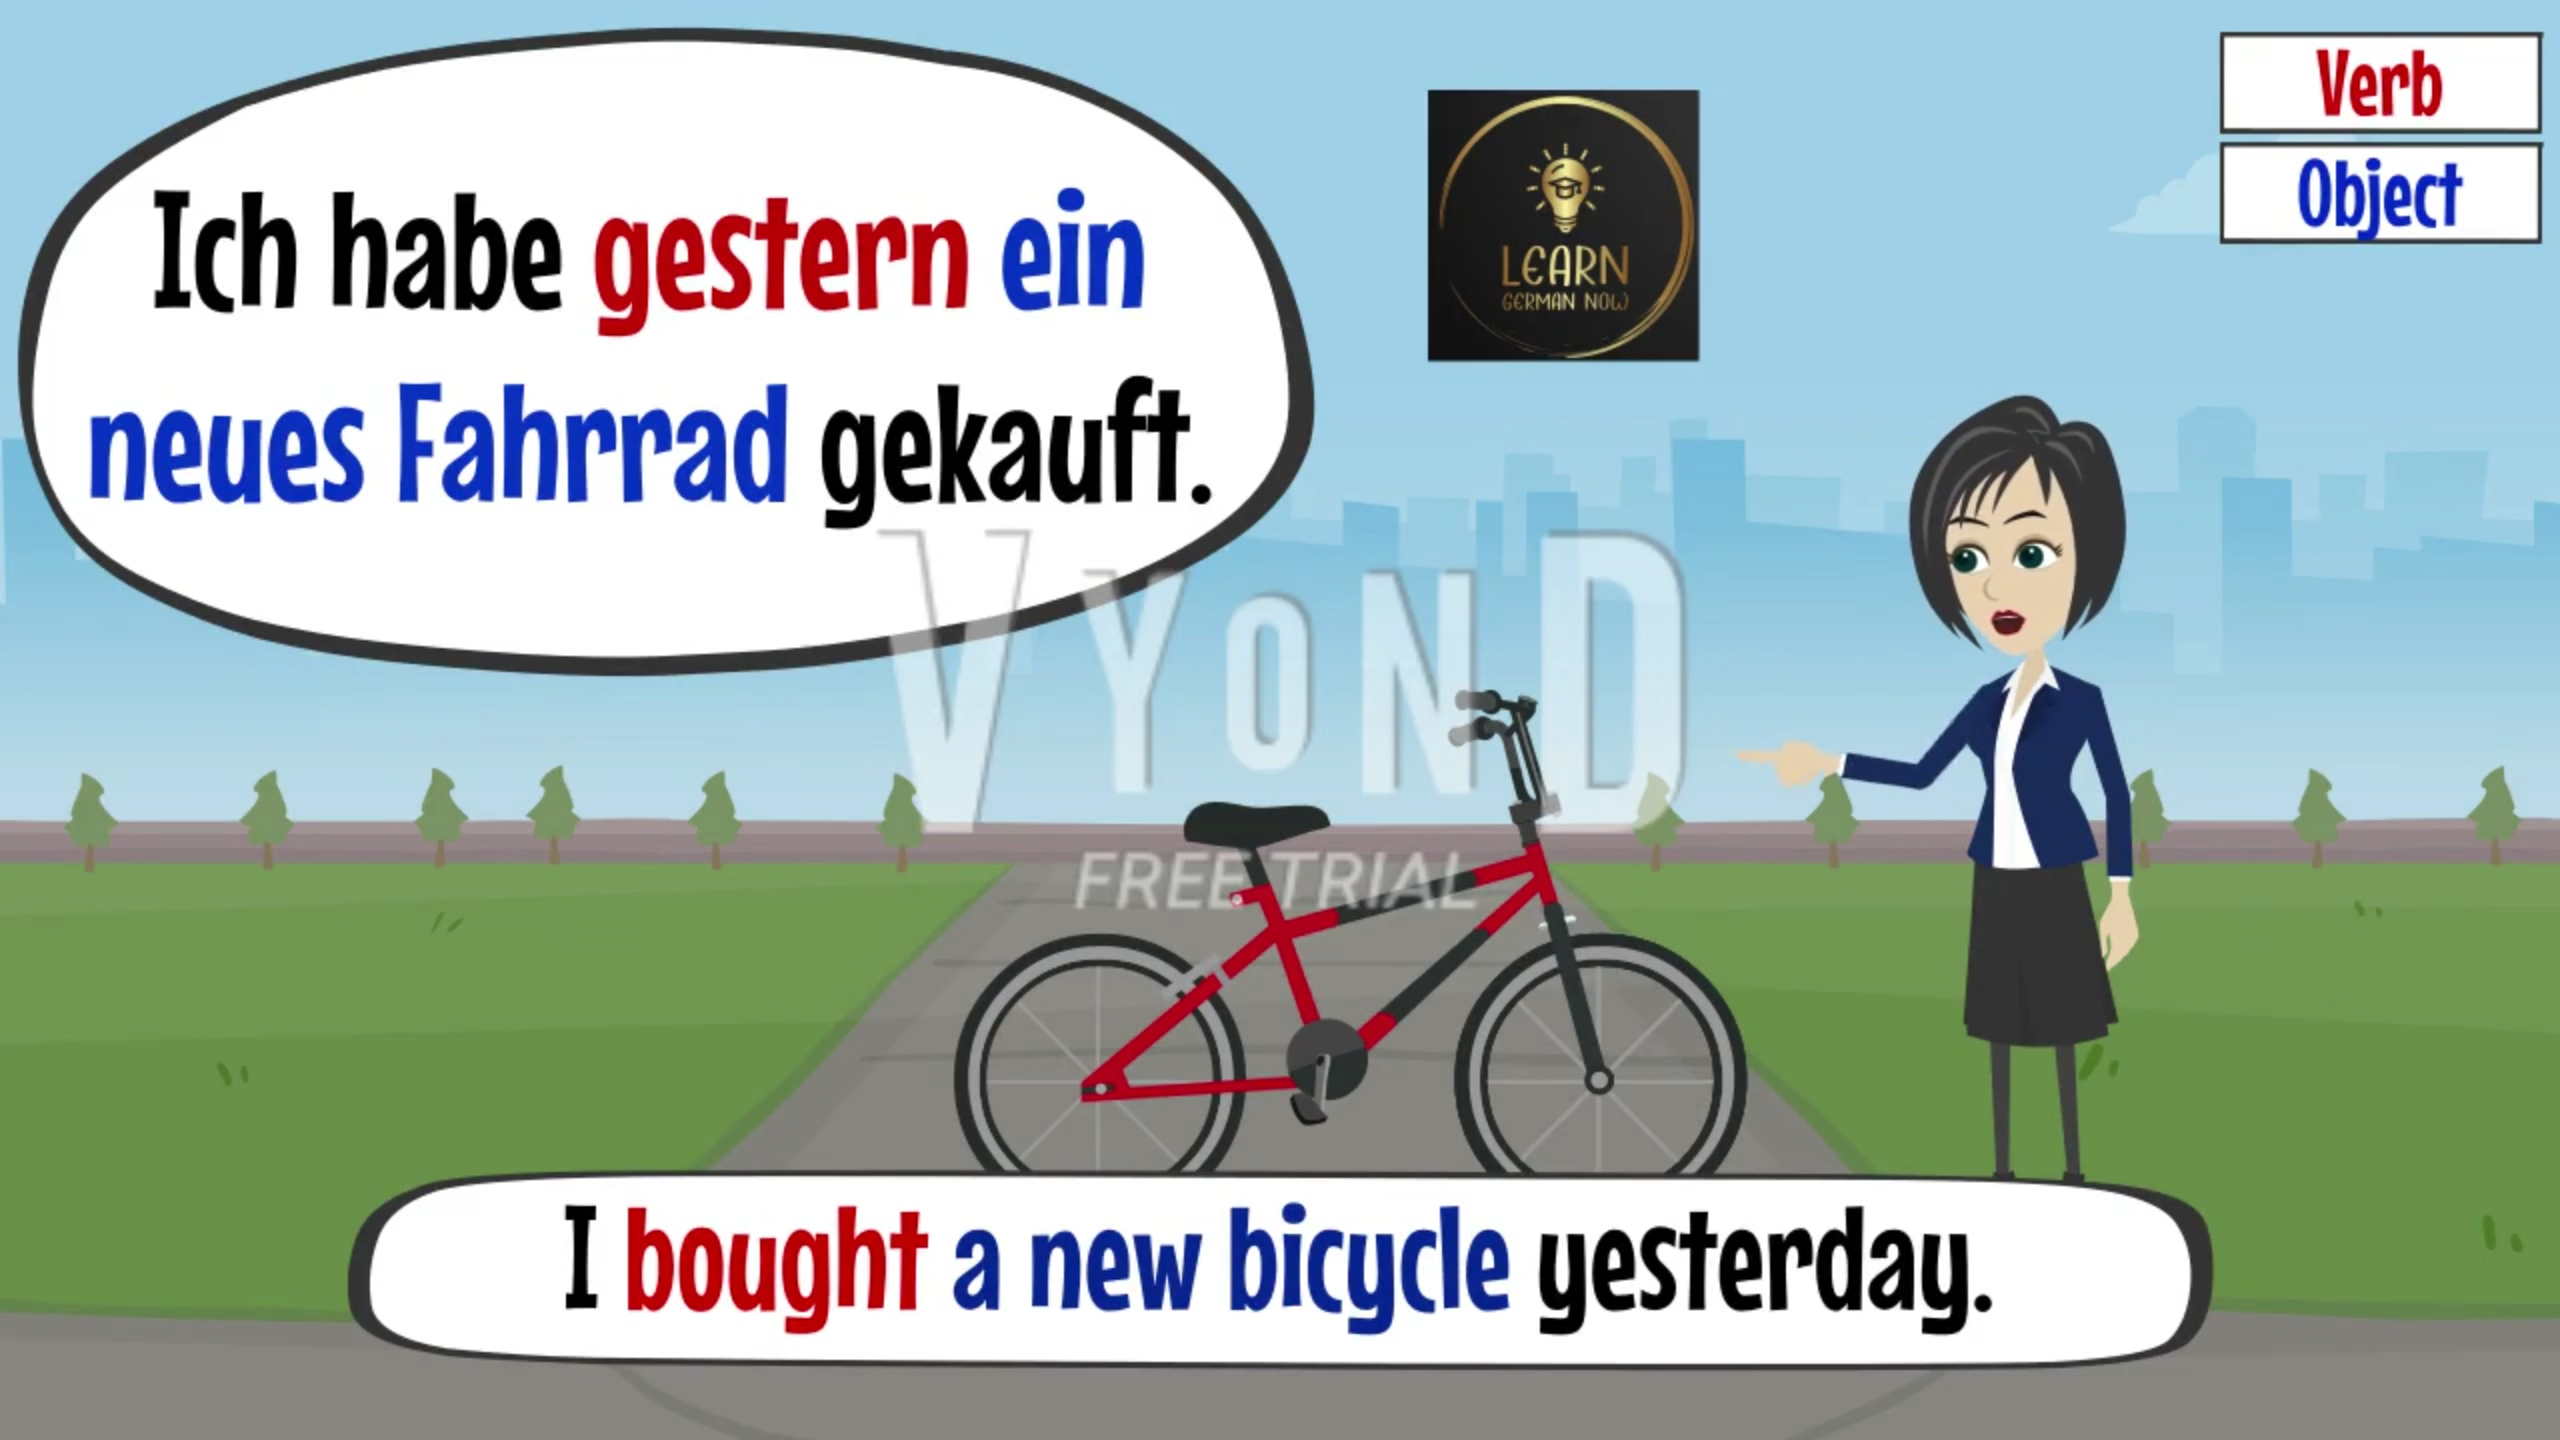 Ich habe gestern ein
neues Fahrrad gekauft.
Verb
Object
LEARN
GERMAN NOW
VYOND
FREE TRIAL
I bought a new bicycle yesterday.